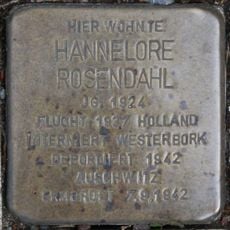 HIER WOHNTE
HANNELORE
ROSENDAHL
JG. 1924
FLUCHT 1937 HOLLAND
INTERNIERT WESTERBORK
DEPORTIERT 1942
AUSCHWITZ
ERMORDET 7.9.1942